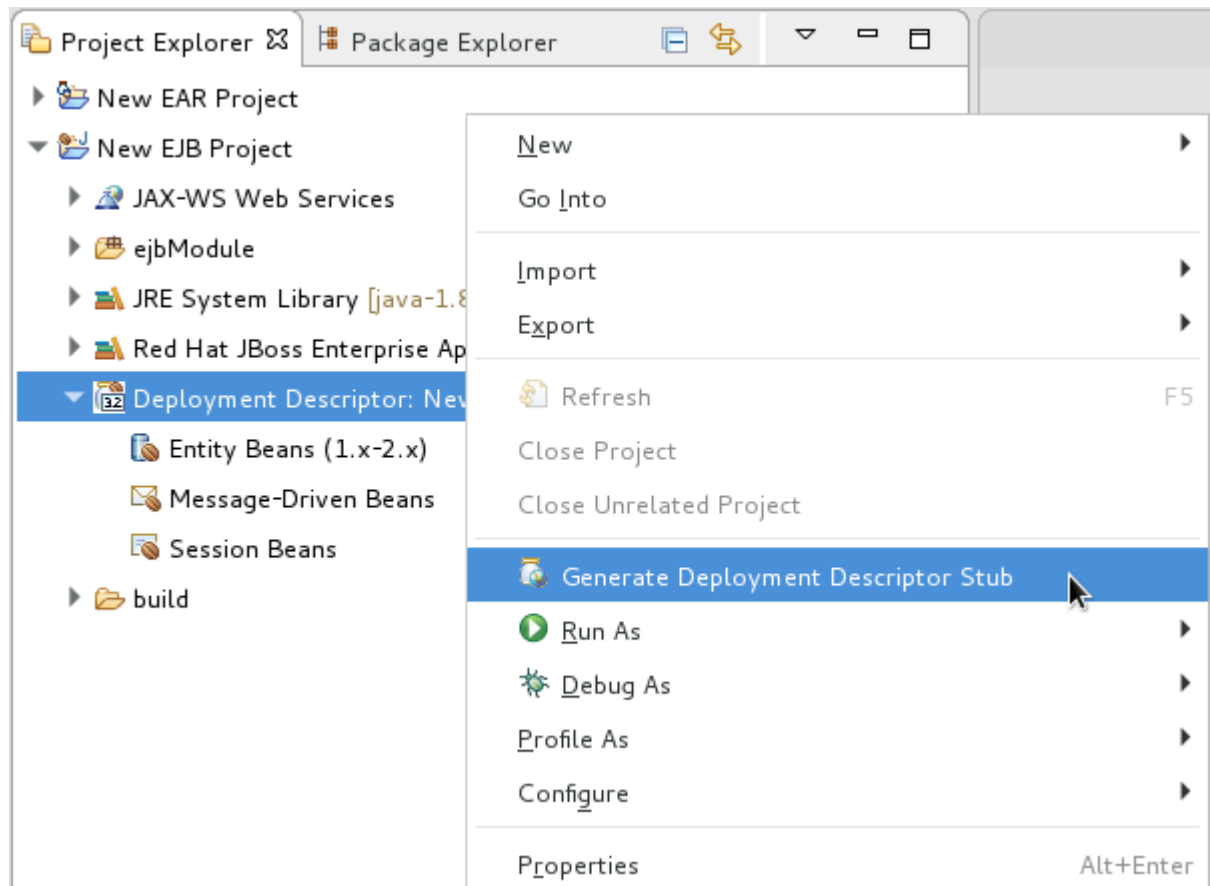 Project Explorer
Package Explorer
New EAR Project
New EJB Project
JAX-WS Web Services
ejbModule
JRE System Library [java-1.8
Red Hat JBoss Enterprise Ap
32 Deployment Descriptor: New
Entity Beans (1.x-2.x)
Message-Driven Beans
Session Beans
build
New
Go Into
Import
Export
Refresh F5
Close Project
Close Unrelated Project
Generate Deployment Descriptor Stub
Run As
Debug As
Profile As
Configure
Properties Alt+Enter